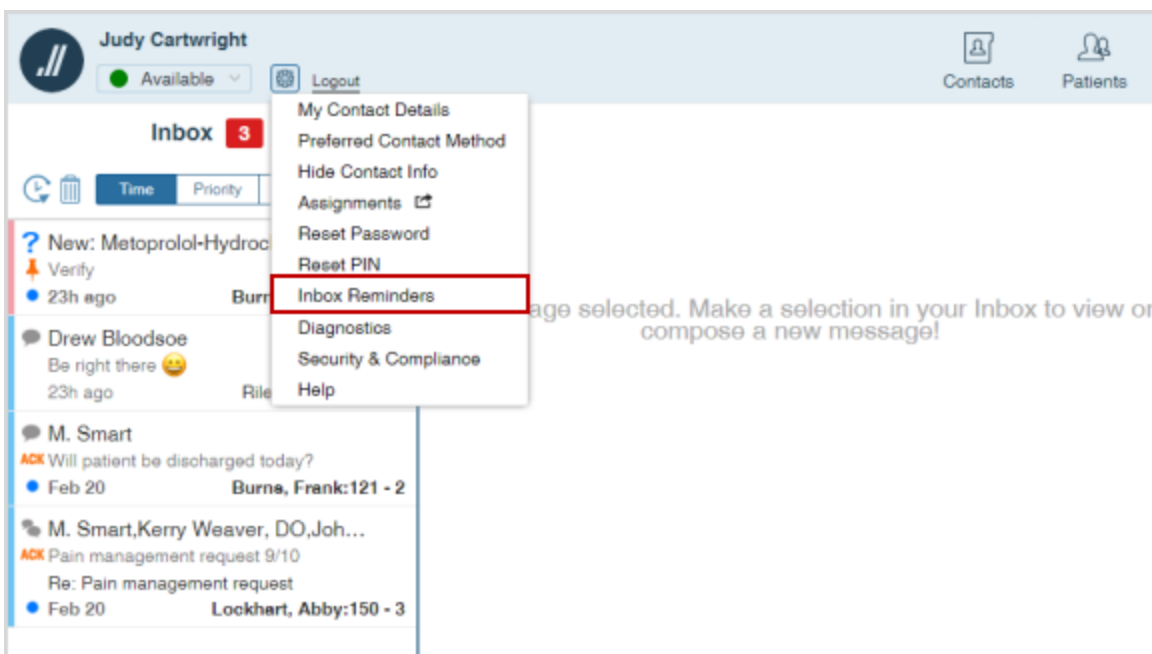 Judy Cartwright
Available
Logout
Contacts
Patients
My Contact Details
Preferred Contact Method
Hide Contact Info
Assignments
Reset Password
Reset PIN
Inbox Reminders
Diagnostics
Security & Compliance
Help
Inbox 3
Time Priority
? New: Metoprolol-Hydroc
Verify
23h ago Burn
Drew Bloodsoe
Be right there 😄
23h ago Rile
M. Smart
ACK Will patient be discharged today?
Feb 20 Burns, Frank:121 - 2
M. Smart,Kerry Weaver, DO,Joh...
ACK Pain management request 9/10
Re: Pain management request
Feb 20 Lockhart, Abby:150 - 3
age selected. Make a selection in your Inbox to view or
compose a new message!